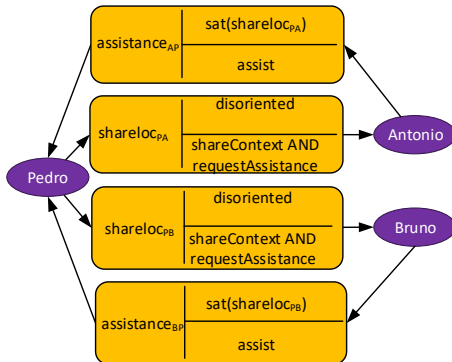 sat(shareloc_PA)
assistance_AP
assist
disoriented
shareloc_PA
shareContext AND
requestAssistance
Antonio
Pedro
disoriented
shareloc_PB
shareContext AND
requestAssistance
Bruno
sat(shareloc_PB)
assistance_BP
assist